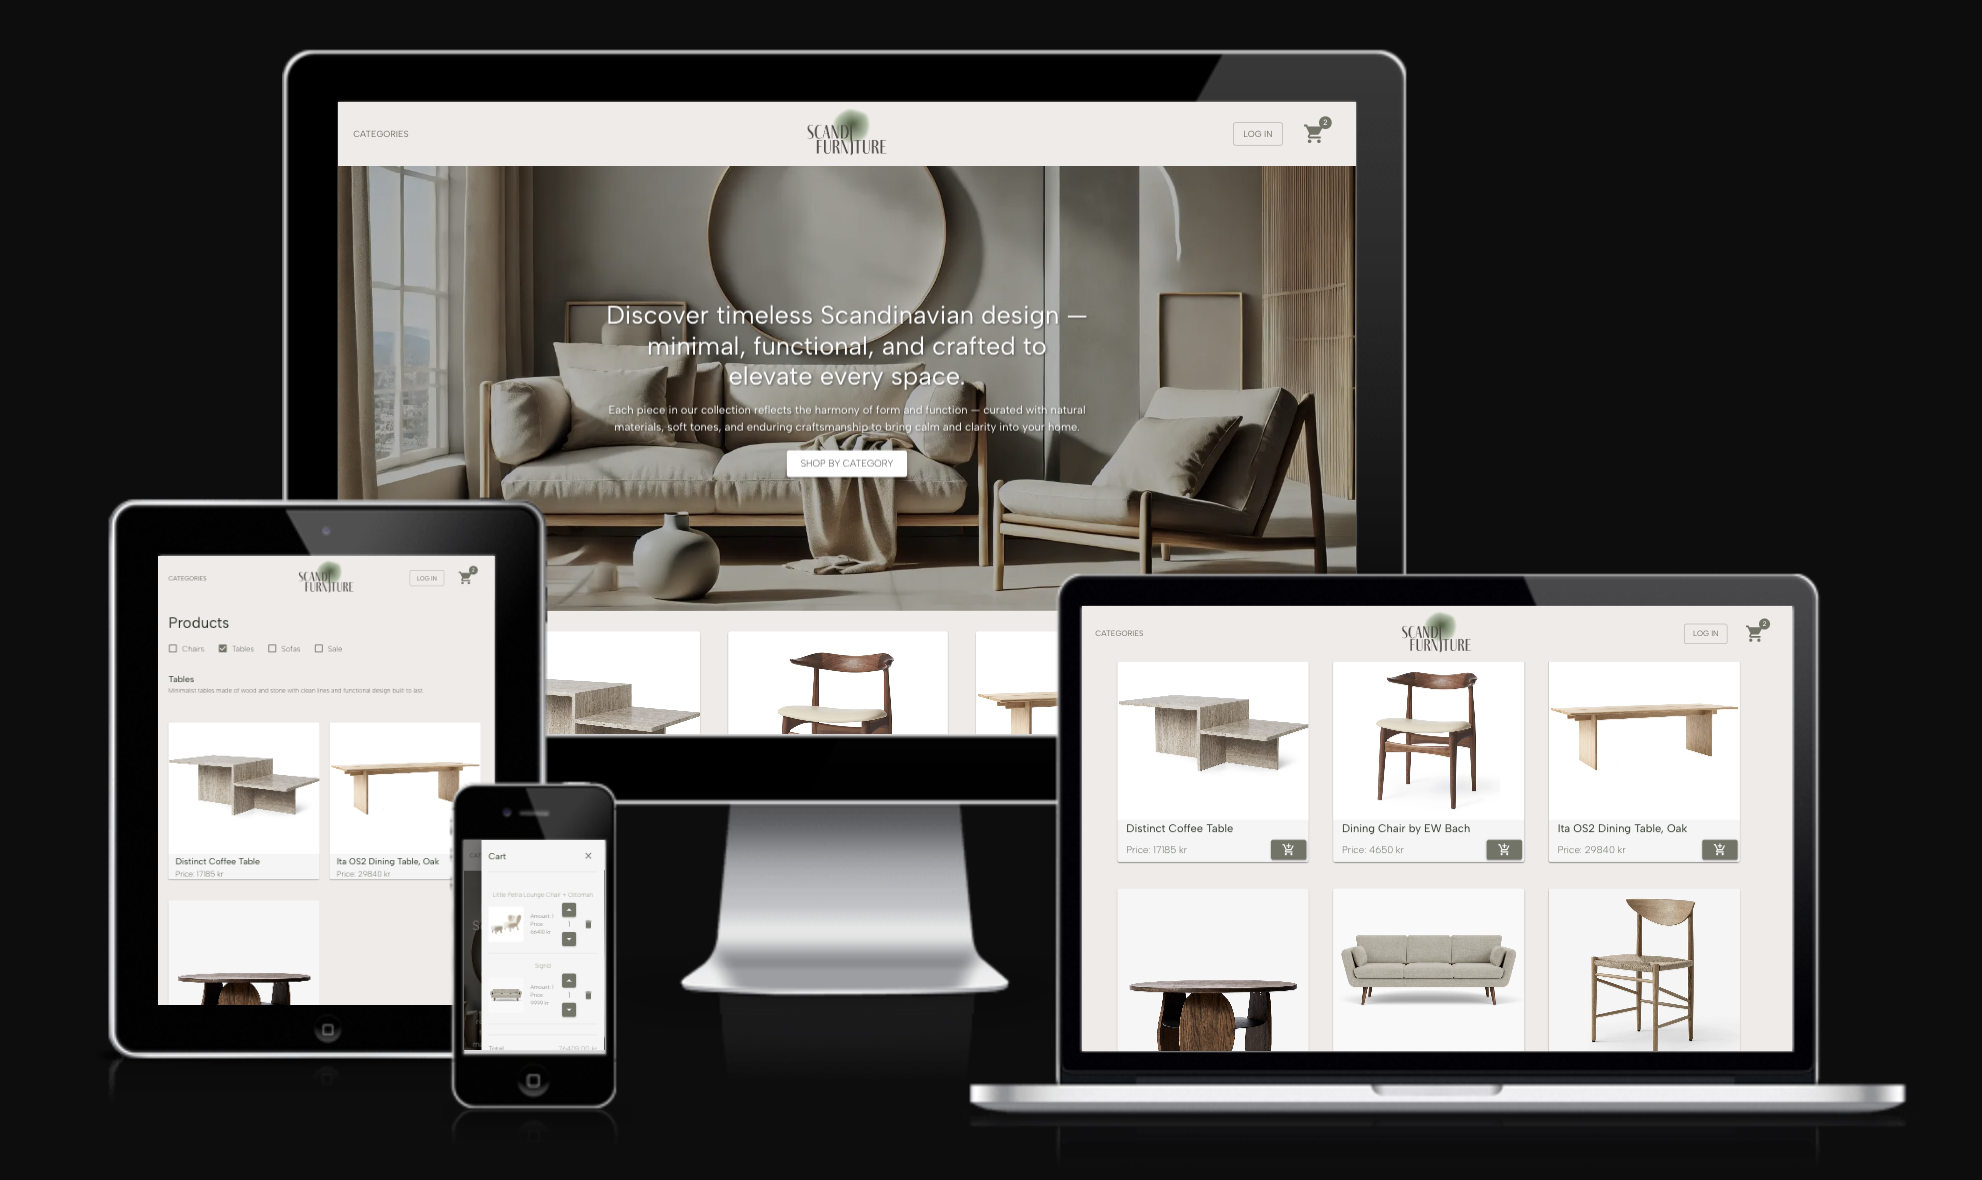 CATEGORIES
SCANDI
FURNITURE
LOG IN
2
Discover timeless Scandinavian design —
minimal, functional, and crafted to
elevate every space.
Each piece in our collection reflects the harmony of form and function — curated with natural
materials, soft tones, and enduring craftsmanship to bring calm and clarity into your home.
SHOP BY CATEGORY
CATEGORIES
SCANDI
FURNITURE
LOG IN
2
Products
Chairs
Tables
Sofas
Sale
Tables
Minimalist tables made of wood and stone with clean lines and functional design built to last.
Distinct Coffee Table
Price: 17185 kr
Ita OS2 Dining Table, Oak
Price: 29840 kr
Cart
Little Petra Lounge Chair + Ottoman
Amount: 1
Price:
1
Sigrid
Amount: 1
Price:
9999 kr
1
Total
CATEGORIES
SCANDI
FURNITURE
LOG IN
2
Distinct Coffee Table
Price: 17185 kr
Dining Chair by EW Bach
Price: 4650 kr
Ita OS2 Dining Table, Oak
Price: 29840 kr